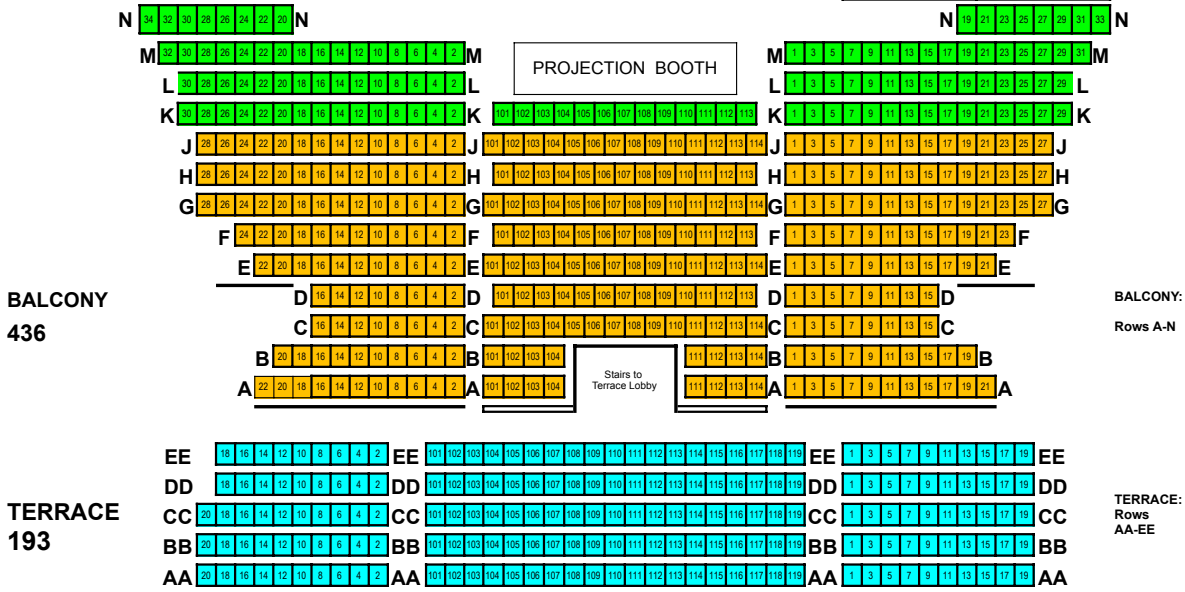 N 34 32 30 28 26 24 22 20 N N 19 21 23 25 27 29 31 33 N
M 32 30 28 26 24 22 20 18 16 14 12 10 8 6 4 2 M PROJECTION BOOTH M 1 3 5 7 9 11 13 15 17 19 21 23 25 27 29 31 M
L 30 28 26 24 22 20 18 16 14 12 10 8 6 4 2 L L 1 3 5 7 9 11 13 15 17 19 21 23 25 27 29 L
K 30 28 26 24 22 20 18 16 14 12 10 8 6 4 2 K 101 102 103 104 105 106 107 108 109 110 111 112 113 K 1 3 5 7 9 11 13 15 17 19 21 23 25 27 29 K
J 28 26 24 22 20 18 16 14 12 10 8 6 4 2 J 101 102 103 104 105 106 107 108 109 110 111 112 113 114 J 1 3 5 7 9 11 13 15 17 19 21 23 25 27 J
H 28 26 24 22 20 18 16 14 12 10 8 6 4 2 H 101 102 103 104 105 106 107 108 109 110 111 112 113 H 1 3 5 7 9 11 13 15 17 19 21 23 25 27 H
G 28 26 24 22 20 18 16 14 12 10 8 6 4 2 G 101 102 103 104 105 106 107 108 109 110 111 112 113 114 G 1 3 5 7 9 11 13 15 17 19 21 23 25 27 G
F 24 22 20 18 16 14 12 10 8 6 4 2 F 101 102 103 104 105 106 107 108 109 110 111 112 113 F 1 3 5 7 9 11 13 15 17 19 21 23 F
E 22 20 18 16 14 12 10 8 6 4 2 E 101 102 103 104 105 106 107 108 109 110 111 112 113 114 E 1 3 5 7 9 11 13 15 17 19 21 E
BALCONY D 16 14 12 10 8 6 4 2 D 101 102 103 104 105 106 107 108 109 110 111 112 113 D 1 3 5 7 9 11 13 15 D BALCONY:
436 C 16 14 12 10 8 6 4 2 C 101 102 103 104 105 106 107 108 109 110 111 112 113 114 C 1 3 5 7 9 11 13 15 C Rows A-N
B 20 18 16 14 12 10 8 6 4 2 B 101 102 103 104 111 112 113 114 B 1 3 5 7 9 11 13 15 17 19 B
Stairs to
Terrace Lobby
A 22 20 18 16 14 12 10 8 6 4 2 A 101 102 103 104 111 112 113 114 A 1 3 5 7 9 11 13 15 17 19 21 A
EE 18 16 14 12 10 8 6 4 2 EE 101 102 103 104 105 106 107 108 109 110 111 112 113 114 115 116 117 118 119 EE 1 3 5 7 9 11 13 15 17 19 EE
DD 18 16 14 12 10 8 6 4 2 DD 101 102 103 104 105 106 107 108 109 110 111 112 113 114 115 116 117 118 119 DD 1 3 5 7 9 11 13 15 17 19 DD
TERRACE CC 20 18 16 14 12 10 8 6 4 2 CC 101 102 103 104 105 106 107 108 109 110 111 112 113 114 115 116 117 118 119 CC 1 3 5 7 9 11 13 15 17 19 CC
TERRACE:
Rows
AA-EE
193 BB 20 18 16 14 12 10 8 6 4 2 BB 101 102 103 104 105 106 107 108 109 110 111 112 113 114 115 116 117 118 119 BB 1 3 5 7 9 11 13 15 17 19 BB
AA 20 18 16 14 12 10 8 6 4 2 AA 101 102 103 104 105 106 107 108 109 110 111 112 113 114 115 116 117 118 119 AA 1 3 5 7 9 11 13 15 17 19 AA